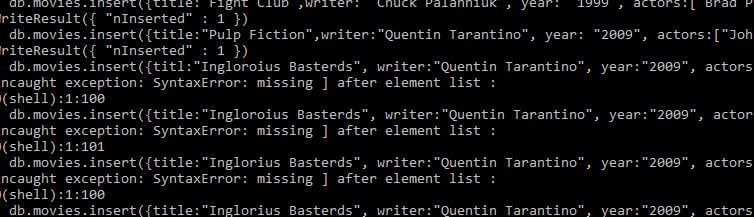 db.movies.insert({title:"Fight Club",writer:"Chuck Palahniuk", year:"1999", actors:["Brad P
riteResult({ "nInserted" : 1 })
db.movies.insert({title:"Pulp Fiction",writer:"Quentin Tarantino", year: "2009", actors:["Joh
riteResult({ "nInserted" : 1 })
db.movies.insert({titl:"Ingloroius Basterds", writer:"Quentin Tarantino", year:"2009", actors
ncaught exception: SyntaxError: missing ] after element list :
(shell):1:100
db.movies.insert({title:"Ingloroius Basterds", writer:"Quentin Tarantino", year:"2009", actor
ncaught exception: SyntaxError: missing ] after element list :
(shell):1:101
db.movies.insert({title:"Inglorius Basterds", writer:"Quentin Tarantino", year:"2009", actors
ncaught exception: SyntaxError: missing ] after element list :
(shell):1:100
db.movies.insert({title:"Inglorius Basterds", writer:"Quentin Tarantino", year:"2009", actors